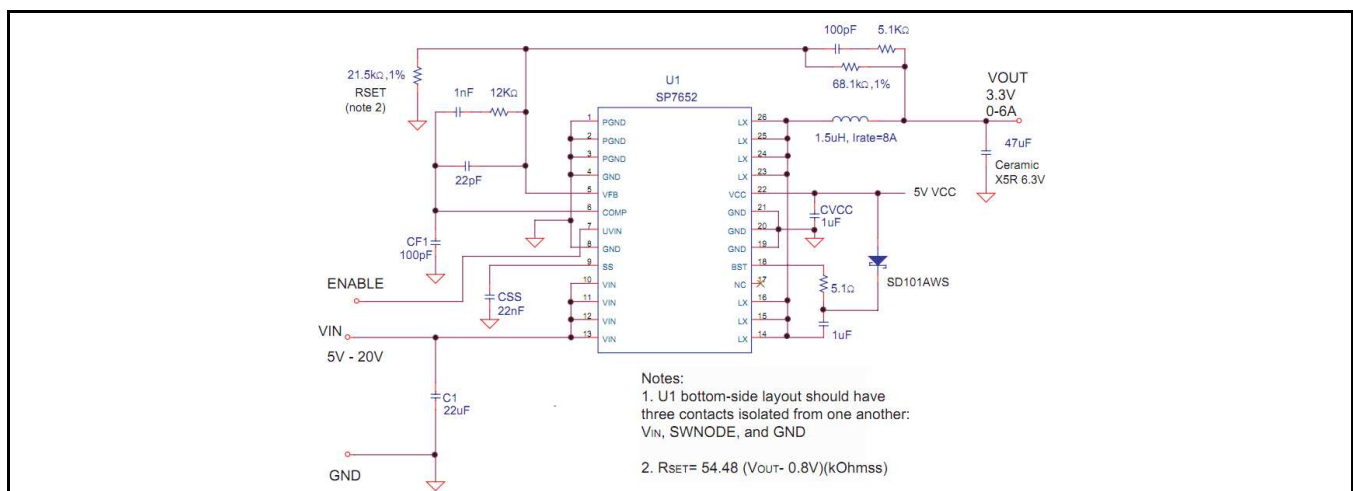 100pF
5.1KΩ
21.5kΩ,1%
RSET
(note 2)
68.1kΩ,1%
1nF
12KΩ
U1
SP7652
VOUT
3.3V
0-6A
1 PGND
2 PGND
3 PGND
4 GND
5 VFB
6 COMP
7 UVIN
8 GND
9 SS
10 VIN
11 VIN
12 VIN
13 VIN
LX 26
LX 25
LX 24
LX 23
VCC 22
GND 21
GND 20
GND 19
BST 18
NC 17
LX 16
LX 15
LX 14
1.5uH, Irate=8A
47uF
Ceramic
X5R 6.3V
22pF
5V VCC
CVCC
1uF
CF1
100pF
ENABLE
CSS
22nF
5.1Ω
SD101AWS
1uF
VIN
5V - 20V
C1
22uF
GND
Notes:
1. U1 bottom-side layout should have
three contacts isolated from one another:
VIN, SWNODE, and GND
2. RSET= 54.48 (VOUT- 0.8V)(kOhmss)